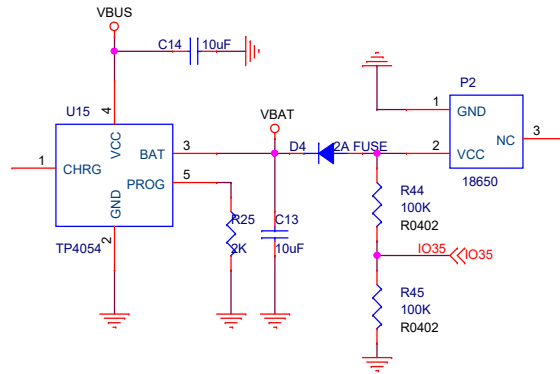 VBUS
C14
10uF
P2
U15
4
VCC
VBAT
1
GND
3
BAT
D4
2A FUSE
2
VCC
NC
3
1
CHRG
5
PROG
18650
GND
2
R25
2K
C13
10uF
R44
100K
R0402
TP4054
IO35
IO35
R45
100K
R0402